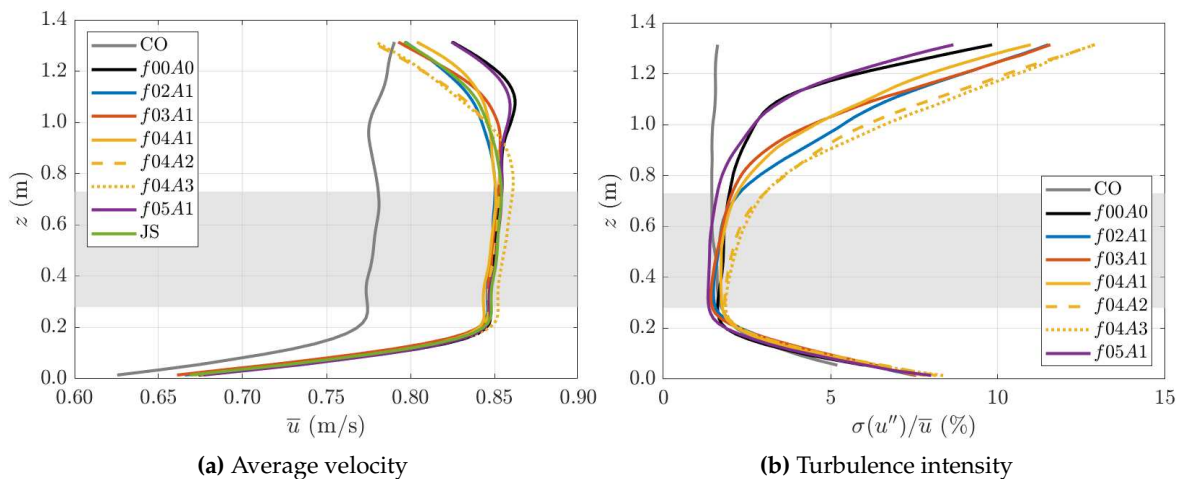 1.4
1.2
1.0
0.8
0.6
0.4
0.2
0.0
z (m)
CO
f00A0
f02A1
f03A1
f04A1
f04A2
f04A3
f05A1
JS
0.60 0.65 0.70 0.75 0.80 0.85 0.90
u̅ (m/s)
(a) Average velocity
1.4
1.2
1.0
0.8
0.6
0.4
0.2
0.0
z (m)
CO
f00A0
f02A1
f03A1
f04A1
f04A2
f04A3
f05A1
0 5 10 15
σ(u′′)/u̅ (%)
(b) Turbulence intensity